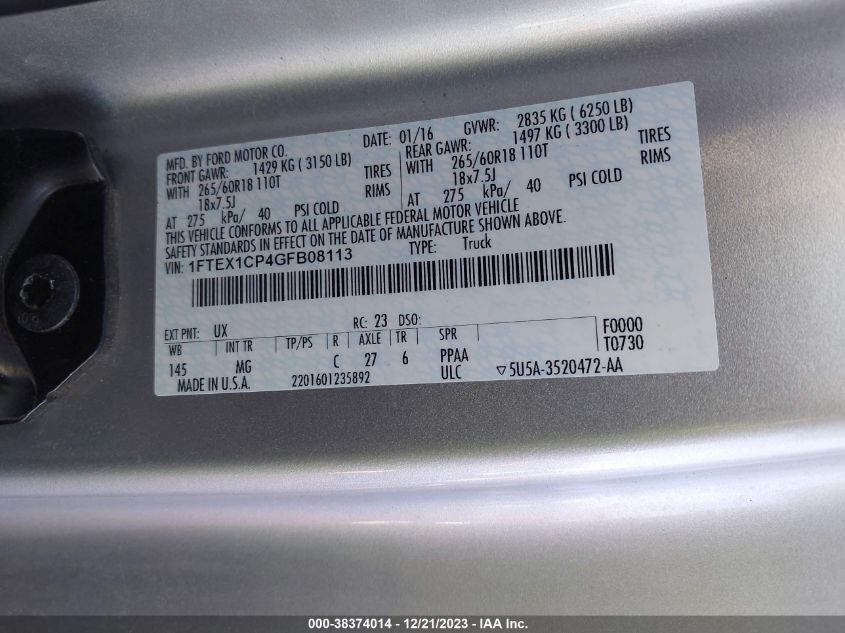 MFD. BY FORD MOTOR CO.
DATE: 01/16
GVWR: 2835 KG ( 6250 LB)
FRONT GAWR: 1429 KG ( 3150 LB)
REAR GAWR: 1497 KG ( 3300 LB)
WITH 265/60R18 110T TIRES
WITH 265/60R18 110T TIRES
18x7.5J RIMS
18x7.5J RIMS
AT 275 kPa/ 40 PSI COLD
AT 275 kPa/ 40 PSI COLD
THIS VEHICLE CONFORMS TO ALL APPLICABLE FEDERAL MOTOR VEHICLE
SAFETY STANDARDS IN EFFECT ON THE DATE OF MANUFACTURE SHOWN ABOVE.
VIN: 1FTEX1CP4GFB08113
TYPE: Truck
EXT PNT: UX RC: 23 DSO:
WB INT TR TP/PS R AXLE TR SPR
F0000
T0730
145 MG C 27 6 PPAA
ULC
MADE IN U.S.A. 2201601235892
▽5U5A-3520472-AA
000-38374014 - 12/21/2023 - IAA Inc.